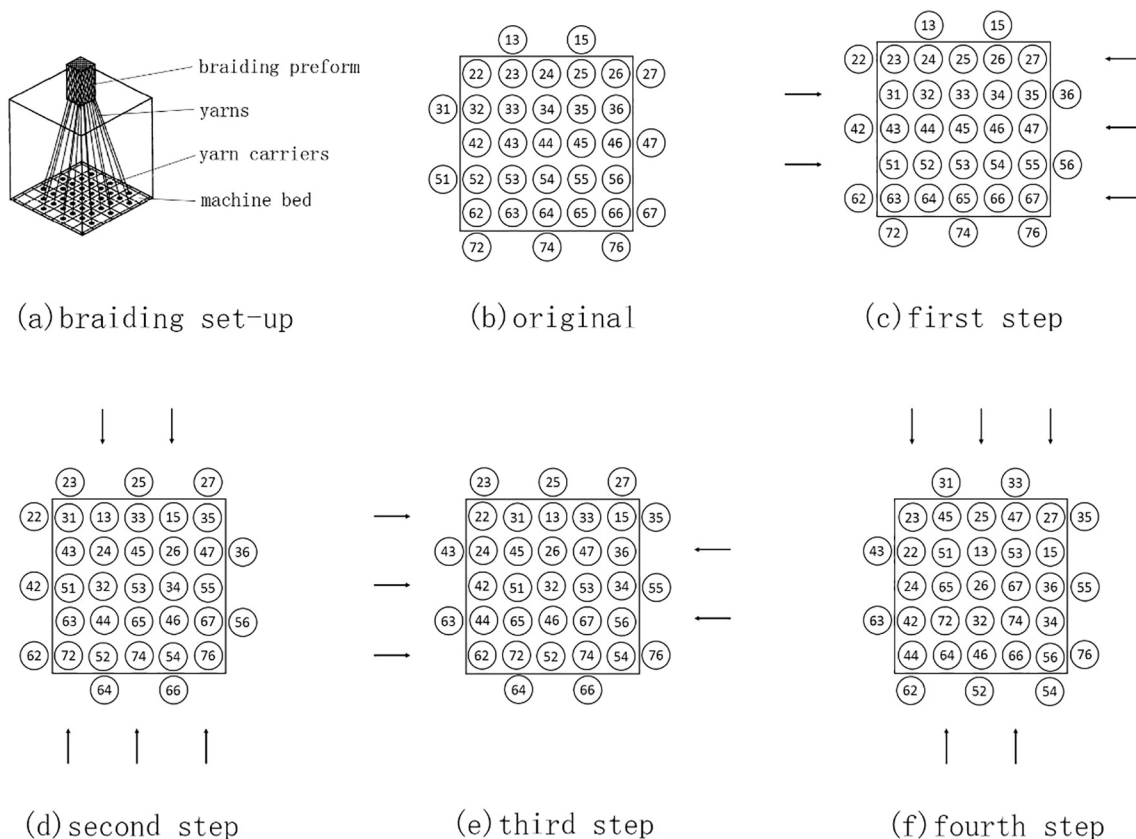 braiding preform
yarns
yarn carriers
machine bed
(a)braiding set-up
13 15
22 23 24 25 26 27
31 32 33 34 35 36
42 43 44 45 46 47
51 52 53 54 55 56
62 63 64 65 66 67
72 74 76
(b)original
13 15
22 23 24 25 26 27
31 32 33 34 35 36
42 43 44 45 46 47
51 52 53 54 55 56
62 63 64 65 66 67
72 74 76
(c)first step
23 25 27
22 31 13 33 15 35
43 24 45 26 47 36
42 51 32 53 34 55
63 44 65 46 67 56
62 72 52 74 54 76
64 66
(d)second step
23 25 27
22 31 13 33 15 35
43 24 45 26 47 36
42 51 32 53 34 55
63 44 65 46 67 56
62 72 52 74 54 76
64 66
(e)third step
31 33
23 45 25 47 27 35
43 22 51 13 53 15
24 65 26 67 36 55
63 42 72 32 74 34
44 64 46 66 56 76
62 52 54
(f)fourth step